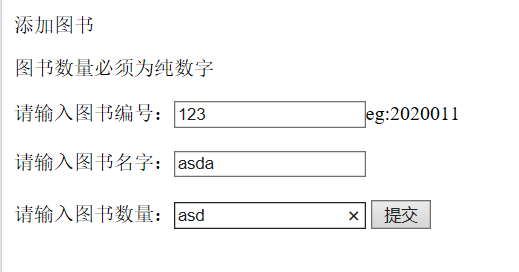 添加图书
图书数量必须为纯数字
请输入图书编号：123 eg:2020011
请输入图书名字：asda
请输入图书数量：asd × 提交